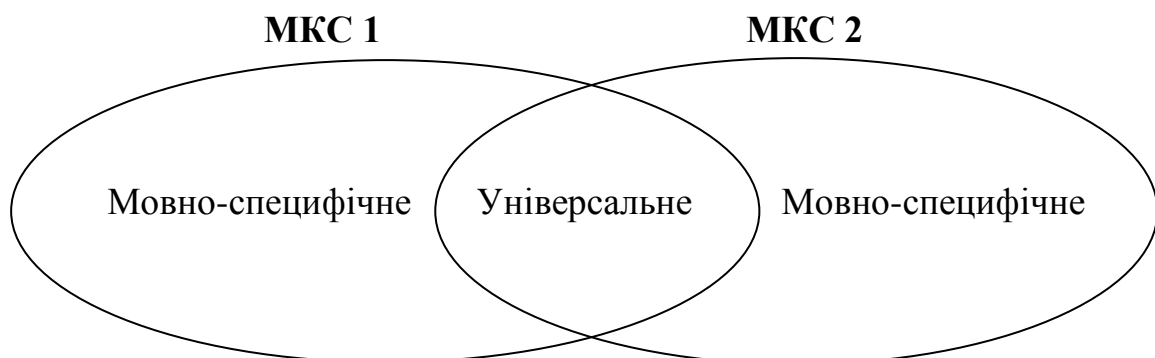 МКС 1 МКС 2
Мовно-специфічне Універсальне Мовно-специфічне